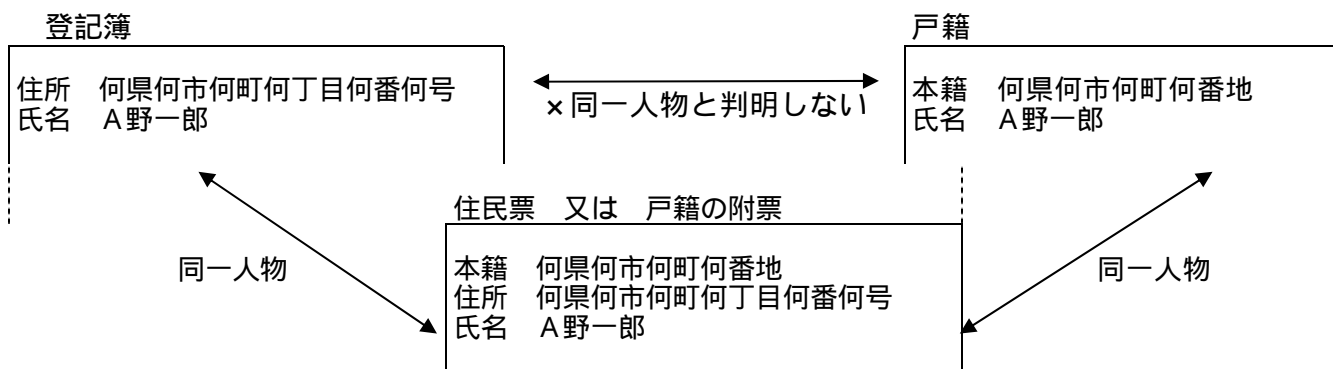 登記簿
住所　何県何市何町何丁目何番何号
氏名　Ａ野一郎
×同一人物と判明しない
戸籍
本籍　何県何市何町何番地
氏名　Ａ野一郎
同一人物
住民票　又は　戸籍の附票
本籍　何県何市何町何番地
住所　何県何市何町何丁目何番何号
氏名　Ａ野一郎
同一人物